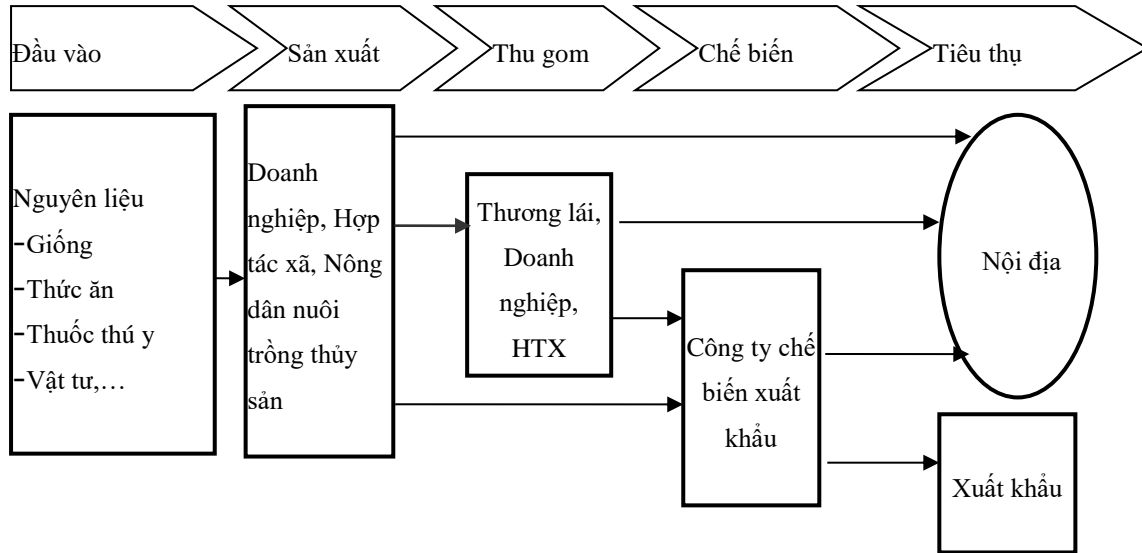 Đầu vào
Sản xuất
Thu gom
Chế biến
Tiêu thụ
Nguyên liệu
-Giống
-Thức ăn
-Thuốc thú y
-Vật tư,…
Doanh
nghiệp, Hợp
tác xã, Nông
dân nuôi
trồng thủy
sản
Thương lái,
Doanh
nghiệp,
HTX
Công ty chế
biến xuất
khẩu
Nội địa
Xuất khẩu